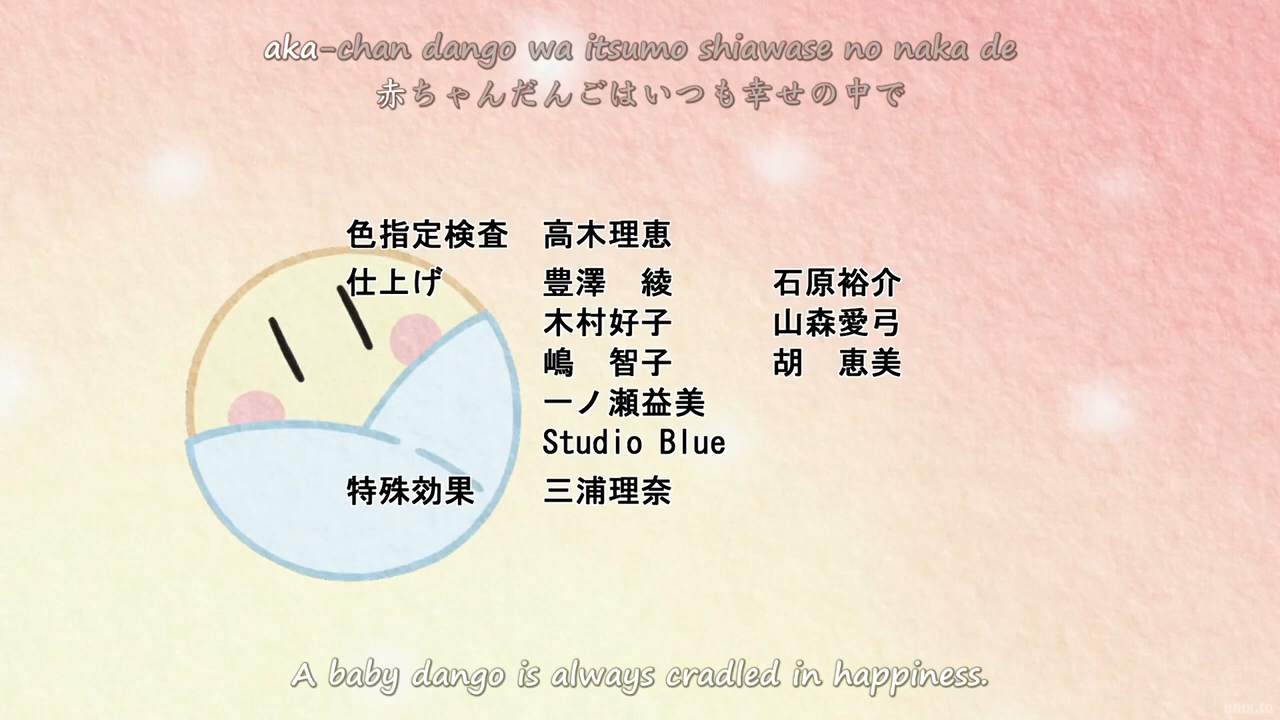 aka-chan dango wa itsumo shiawase no naka de
赤ちゃんだんごはいつも幸せの中で
色指定検査 高木理恵
仕上げ 豊澤 綾 石原裕介
木村好子 山森愛弓
嶋 智子 胡 恵美
一ノ瀬益美
Studio Blue
特殊効果 三浦理奈
A baby dango is always cradled in happiness.